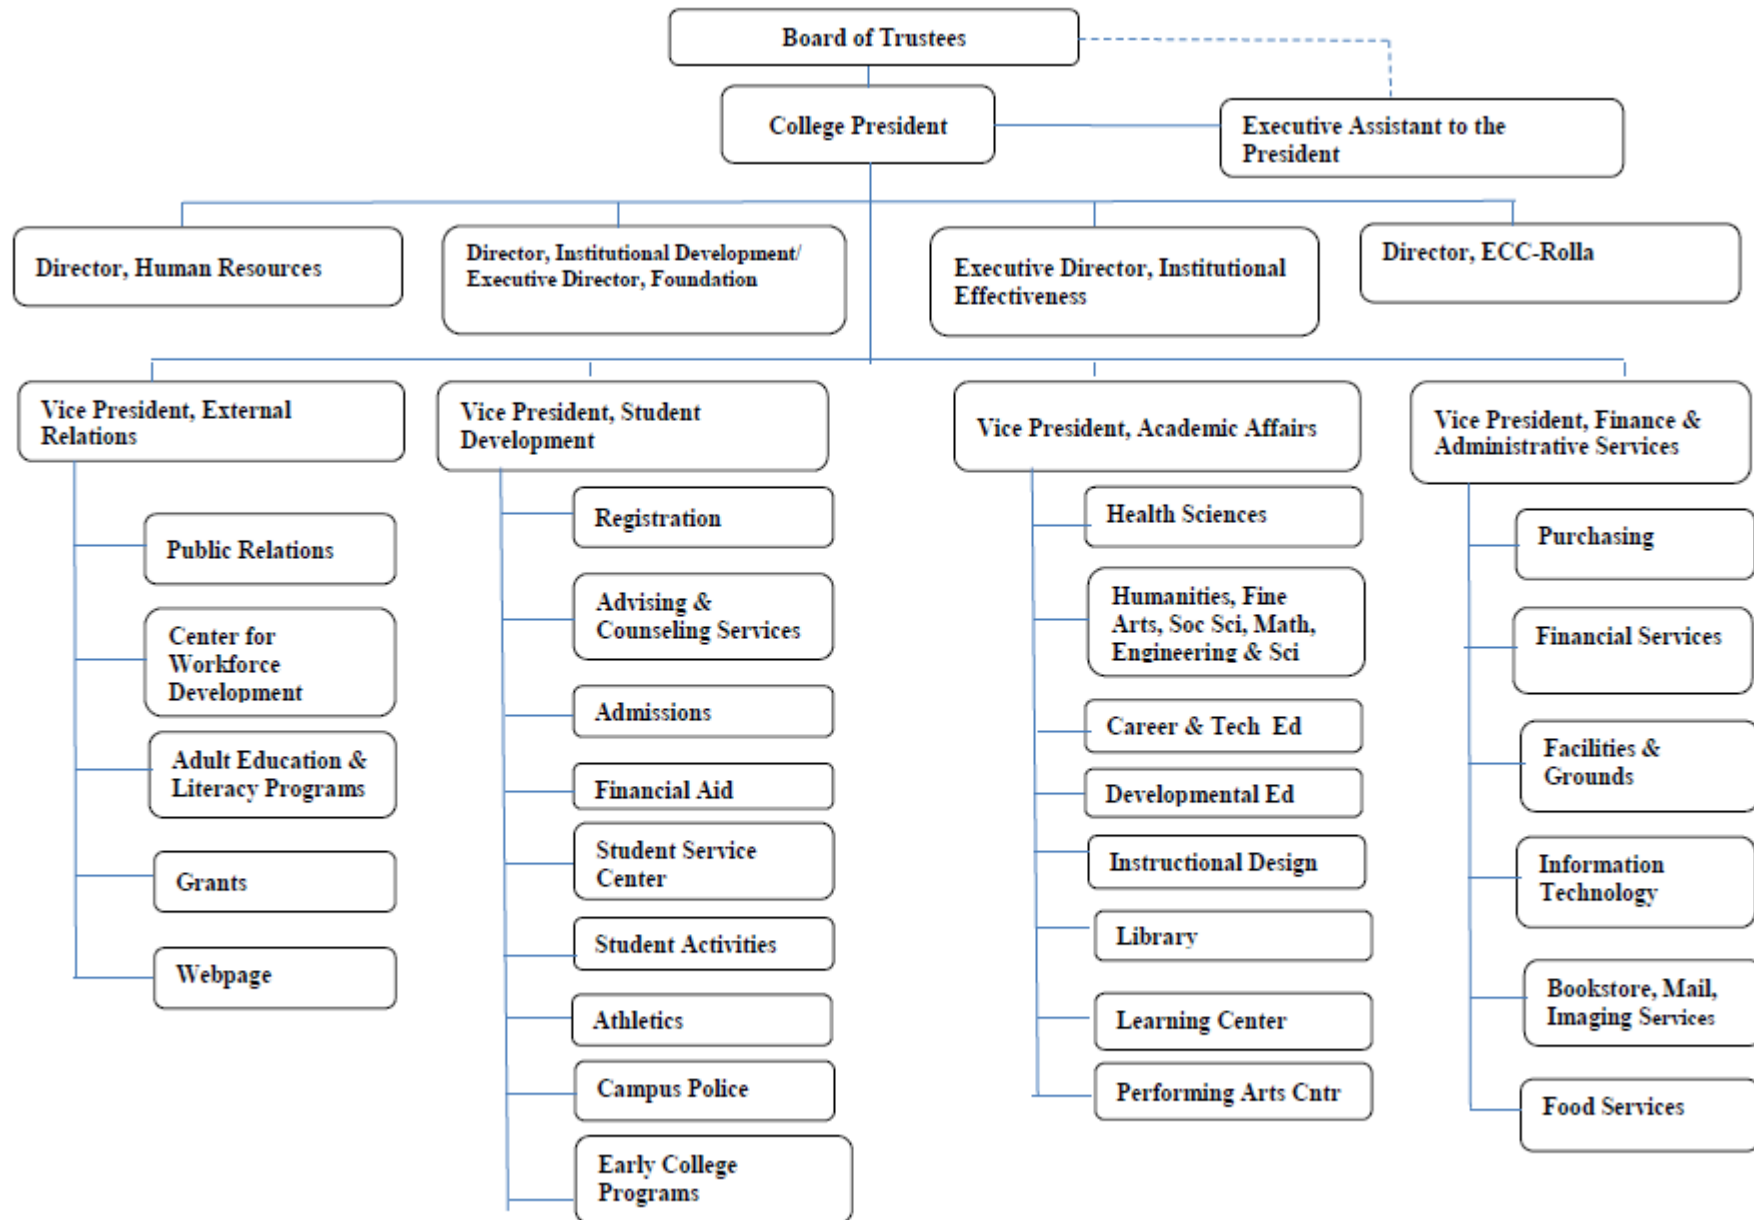 Board of Trustees
College President
Executive Assistant to the
President
Director, Human Resources
Director, Institutional Development/
Executive Director, Foundation
Executive Director, Institutional
Effectiveness
Director, ECC-Rolla
Vice President, External
Relations
Vice President, Student
Development
Vice President, Academic Affairs
Vice President, Finance &
Administrative Services
Public Relations
Center for
Workforce
Development
Adult Education &
Literacy Programs
Grants
Webpage
Registration
Advising &
Counseling Services
Admissions
Financial Aid
Student Service
Center
Student Activities
Athletics
Campus Police
Early College
Programs
Health Sciences
Humanities, Fine
Arts, Soc Sci, Math,
Engineering & Sci
Career & Tech Ed
Developmental Ed
Instructional Design
Library
Learning Center
Performing Arts Cntr
Purchasing
Financial Services
Facilities &
Grounds
Information
Technology
Bookstore, Mail,
Imaging Services
Food Services